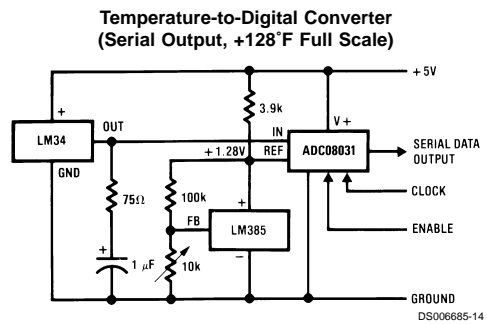 Temperature-to-Digital Converter
(Serial Output, +128˚F Full Scale)
+5V
+
3.9k
V+
OUT
IN
LM34
ADC08031
SERIAL DATA
OUTPUT
+1.28V
REF
GND
CLOCK
75Ω
100k
+
FB
LM385
ENABLE
+
1 µF
10k
−
GROUND
DS006685-14